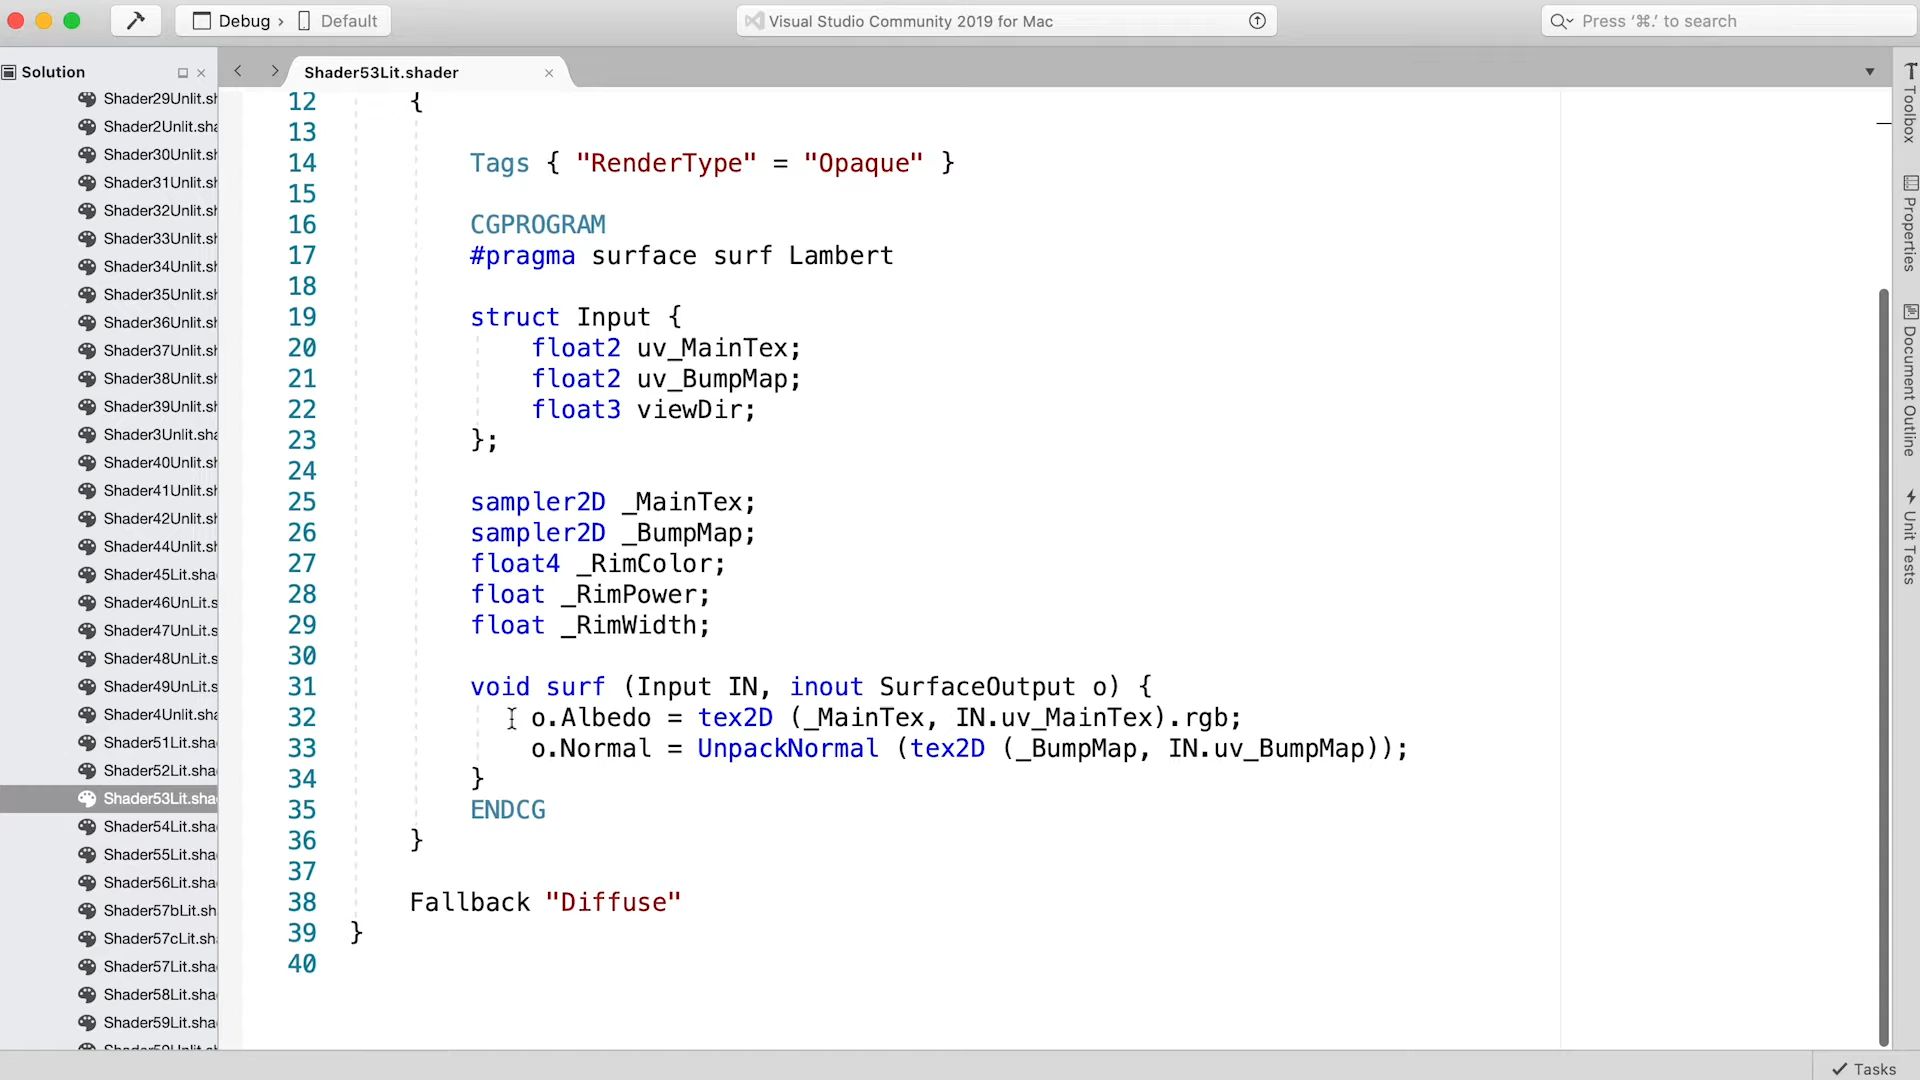 Debug › Default
Visual Studio Community 2019 for Mac
Press ‘⌘.’ to search
Solution
Shader53Lit.shader
Shader29Unlit.sh
Shader2Unlit.sha
Shader30Unlit.sh
Shader31Unlit.sh
Shader32Unlit.sh
Shader33Unlit.sh
Shader34Unlit.sh
Shader35Unlit.sh
Shader36Unlit.sh
Shader37Unlit.sh
Shader38Unlit.sh
Shader39Unlit.sh
Shader3Unlit.sha
Shader40Unlit.sh
Shader41Unlit.sh
Shader42Unlit.sh
Shader44Unlit.sh
Shader45Lit.sha
Shader46UnLit.s
Shader47UnLit.s
Shader48UnLit.s
Shader49UnLit.s
Shader4Unlit.sha
Shader51Lit.sha
Shader52Lit.sha
Shader53Lit.sha
Shader54Lit.sha
Shader55Lit.sha
Shader56Lit.sha
Shader57bLit.sh
Shader57cLit.sh
Shader57Lit.sha
Shader58Lit.sha
Shader59Lit.sha
12 {
13
14 Tags { "RenderType" = "Opaque" }
15
16 CGPROGRAM
17 #pragma surface surf Lambert
18
19 struct Input {
20 float2 uv_MainTex;
21 float2 uv_BumpMap;
22 float3 viewDir;
23 };
24
25 sampler2D _MainTex;
26 sampler2D _BumpMap;
27 float4 _RimColor;
28 float _RimPower;
29 float _RimWidth;
30
31 void surf (Input IN, inout SurfaceOutput o) {
32 o.Albedo = tex2D (_MainTex, IN.uv_MainTex).rgb;
33 o.Normal = UnpackNormal (tex2D (_BumpMap, IN.uv_BumpMap));
34 }
35 ENDCG
36 }
37
38 Fallback "Diffuse"
39 }
40
Toolbox
Properties
Document Outline
Unit Tests
Tasks